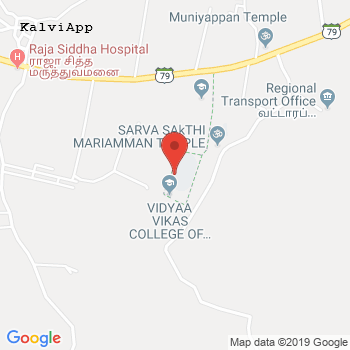 KalviApp
Muniyappan Temple
Raja Siddha Hospital
ராஜா சித்த
மருத்துவமனை
79
79
Regional
Transport Office
வட்டாரப்...
SARVA SAkTHI
MARIAMMAN TEMPLE
VIDYAA
VIKAS
COLLEGE OF...
Google
Map data ©2019 Google